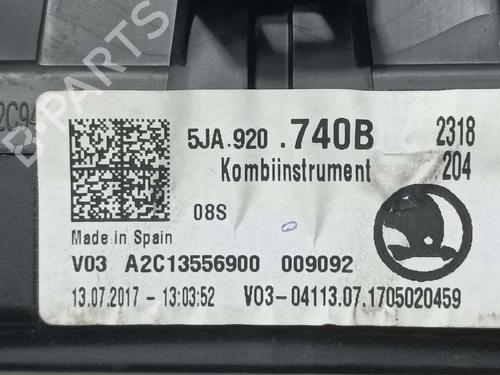 5JA.920 .740B 2318
Kombiinstrument 204
08S
Made in Spain
V03 A2C13556900 009092
13.07.2017 - 13:03:52 V03-04113.07.1705020459
B-PARTS